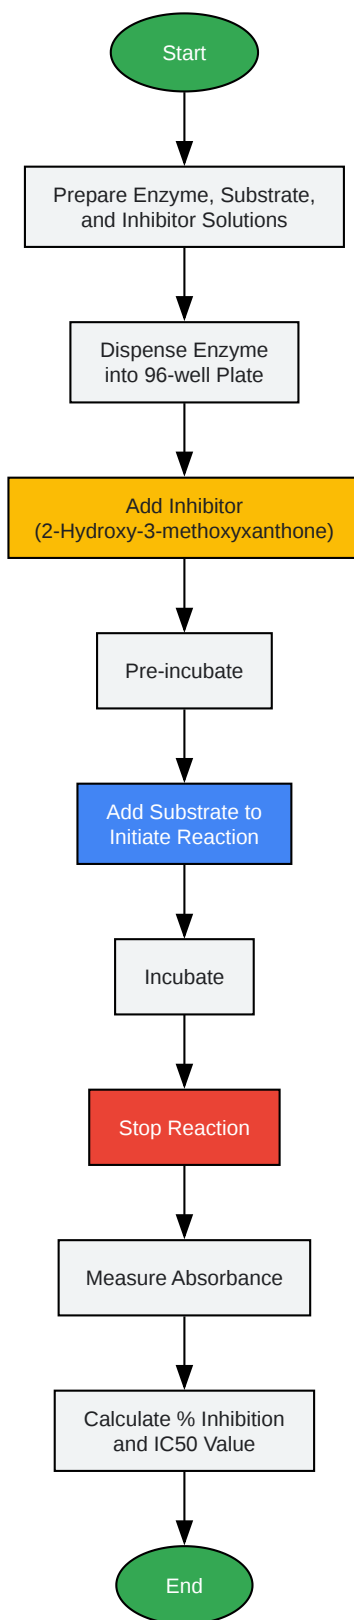 Start
Prepare Enzyme, Substrate,
and Inhibitor Solutions
Dispense Enzyme
into 96-well Plate
Add Inhibitor
(2-Hydroxy-3-methoxyxanthone)
Pre-incubate
Add Substrate to
Initiate Reaction
Incubate
Stop Reaction
Measure Absorbance
Calculate % Inhibition
and IC50 Value
End